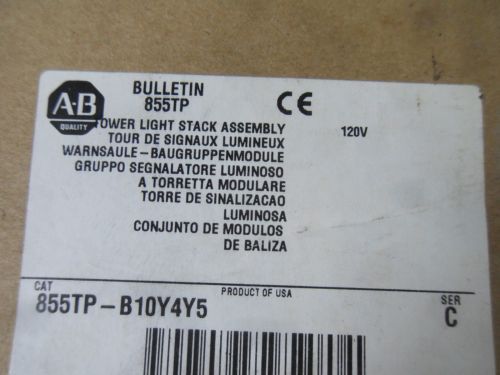 A-B
QUALITY
BULLETIN
855TP
CE
TOWER LIGHT STACK ASSEMBLY
120V
TOUR DE SIGNAUX LUMINEUX
WARNSAULE-BAUGRUPPENMODULE
GRUPPO SEGNALATORE LUMINOSO
A TORRETTA MODULARE
TORRE DE SINALIZACAO
LUMINOSA
CONJUNTO DE MODULOS
DE BALIZA
CAT
PRODUCT OF USA
SER
855TP-B10Y4Y5
C